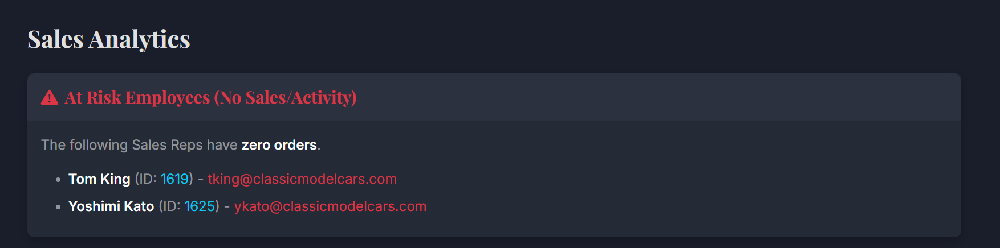 Sales Analytics
At Risk Employees (No Sales/Activity)
The following Sales Reps have zero orders.
Tom King (ID: 1619) - tking@classicmodelcars.com
Yoshimi Kato (ID: 1625) - ykato@classicmodelcars.com